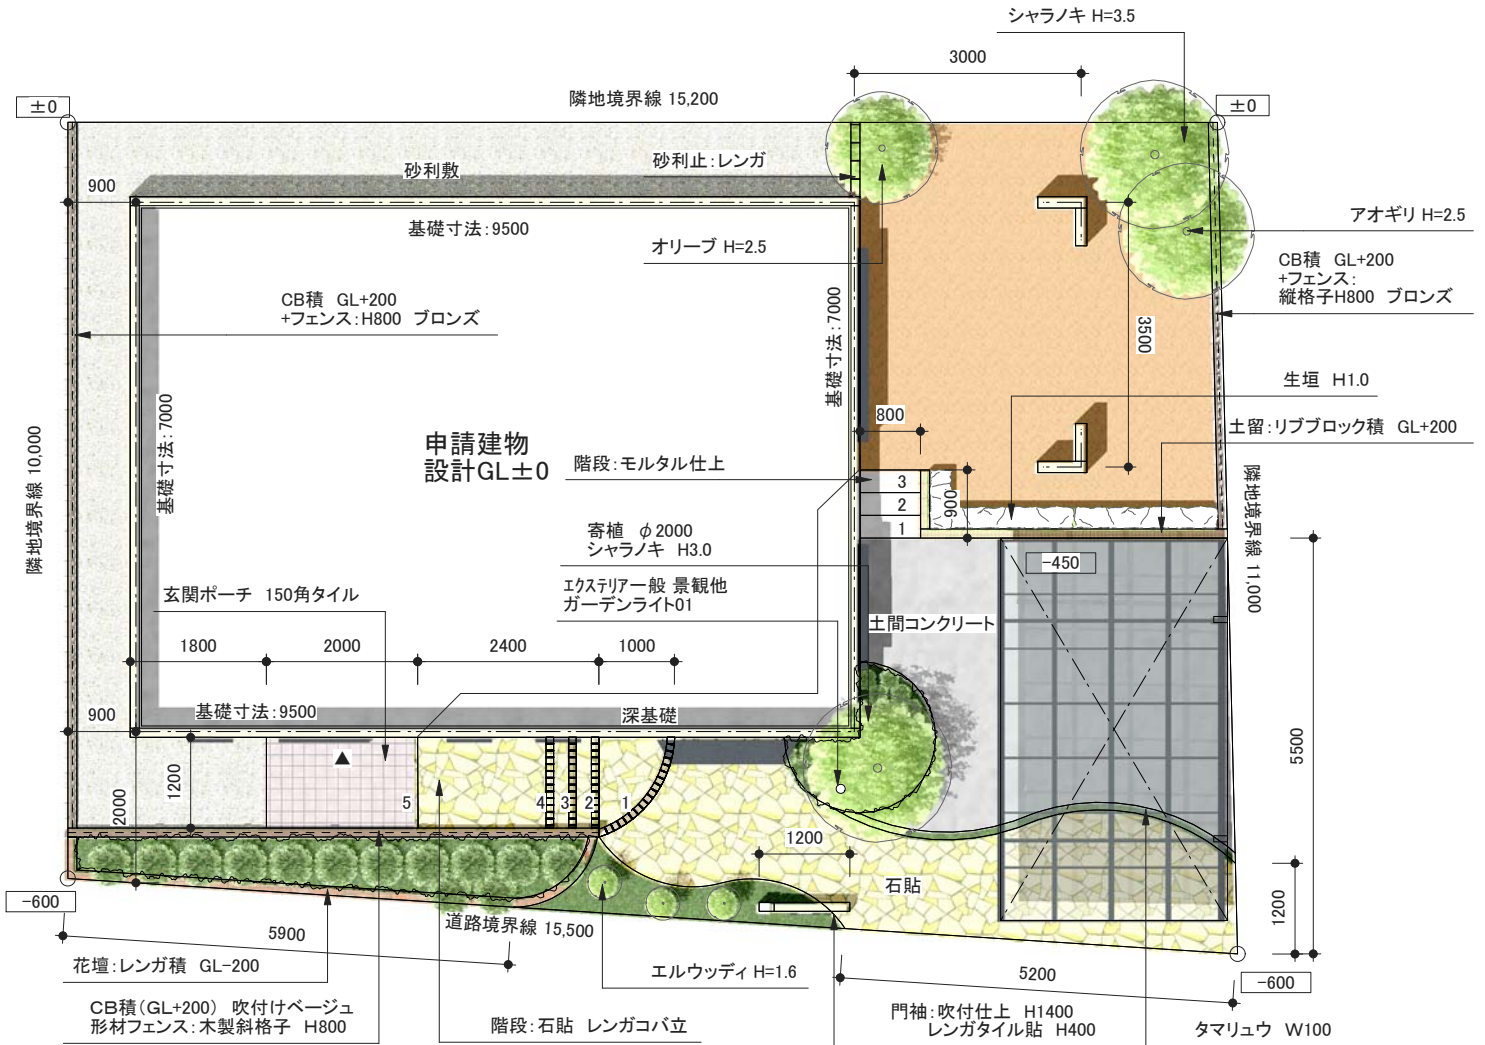 シャラノキ H=3.5
3000
±0
隣地境界線 15,200
±0
砂利敷
砂利止:レンガ
900
基礎寸法:9500
オリーブ H=2.5
アオギリ H=2.5
CB積 GL+200
+フェンス:
縦格子H800 ブロンズ
CB積 GL+200
+フェンス:H800 ブロンズ
基礎寸法:7000
3500
生垣 H1.0
800
土留:リブブロック積 GL+200
隣地境界線 10,000
基礎寸法:7000
申請建物
設計GL±0
階段:モルタル仕上
3
2
1
900
隣地境界線 11,000
寄植 φ2000
シャラノキ H3.0
-450
エクステリア一般 景観他
ガーデンライト01
玄関ポーチ 150角タイル
土間コンクリート
1800
2000
2400
1000
900
基礎寸法:9500
深基礎
5500
1200
2000
5
4
3
2
1
1200
石貼
1200
-600
5900
道路境界線 15,500
花壇:レンガ積 GL-200
エルウッディ H=1.6
5200
-600
CB積(GL+200) 吹付けベージュ
形材フェンス:木製斜格子 H800
階段:石貼 レンガコバ立
門袖:吹付仕上 H1400
レンガタイル貼 H400
タマリュウ W100